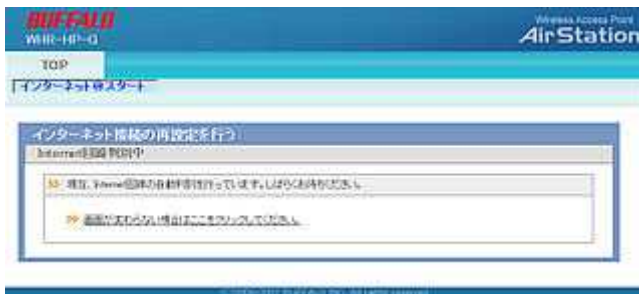 BUFFALO
WHR-HP-G
Wireless Access Point
AirStation
TOP
インターネット@スタート
インターネット接続の再設定を行う
Internet回線判別中
現在、Internet回線の自動判別を行っています。しばらくお待ちください。
画面が変わらない場合はここをクリックしてください。